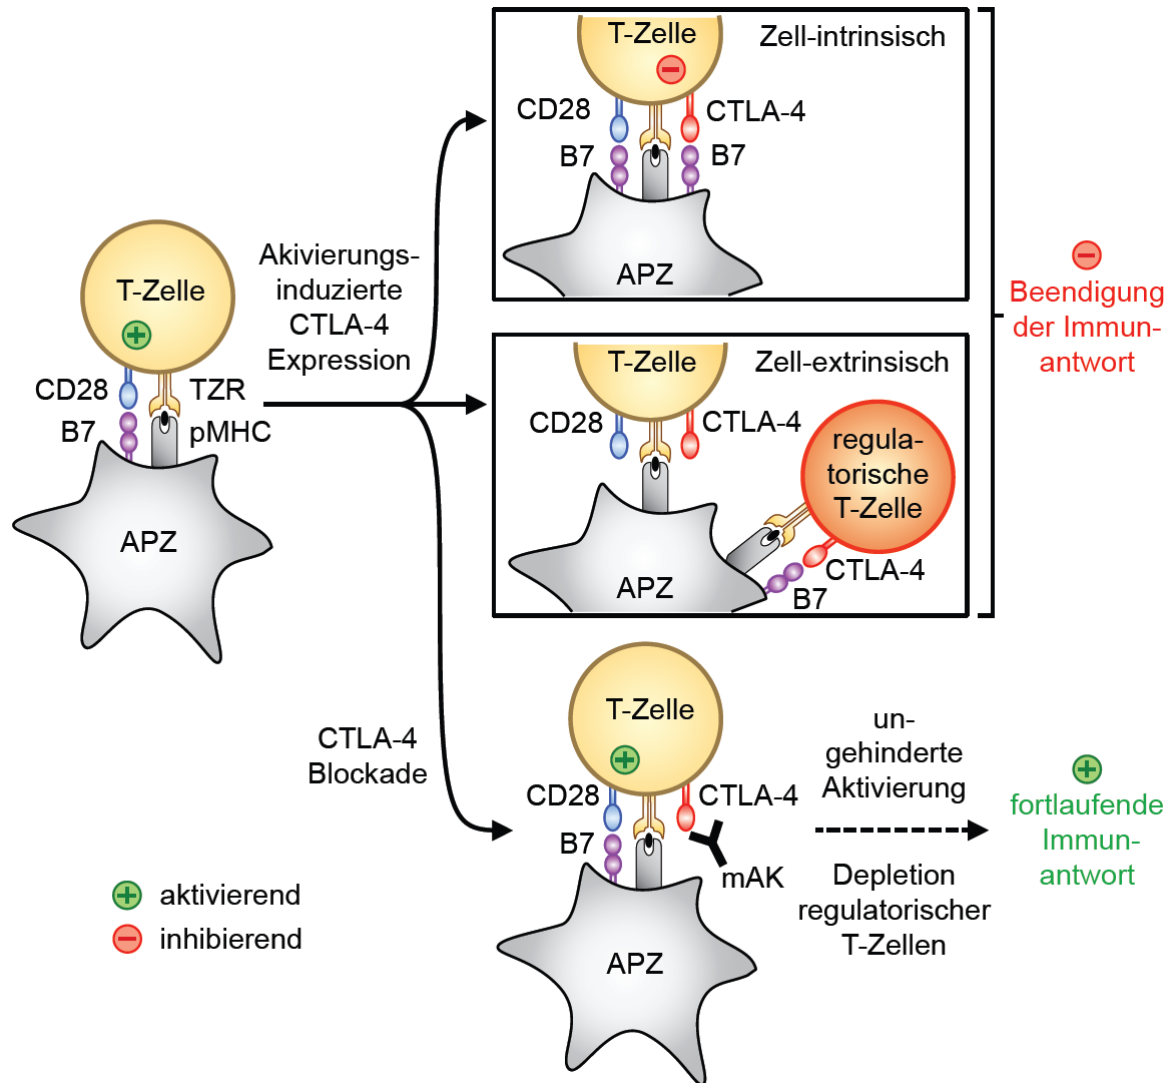 T-Zelle
CD28
TZR
B7
pMHC
APZ
Akivierungs-
induzierte
CTLA-4
Expression
T-Zelle
Zell-intrinsisch
CD28
CTLA-4
B7
B7
APZ
T-Zelle
Zell-extrinsisch
CD28
CTLA-4
regula-
torische
T-Zelle
APZ
CTLA-4
B7
Beendigung
der Immun-
antwort
CTLA-4
Blockade
T-Zelle
CD28
CTLA-4
B7
mAK
APZ
un-
gehinderte
Aktivierung
Depletion
regulatorischer
T-Zellen
fortlaufende
Immun-
antwort
aktivierend
inhibierend